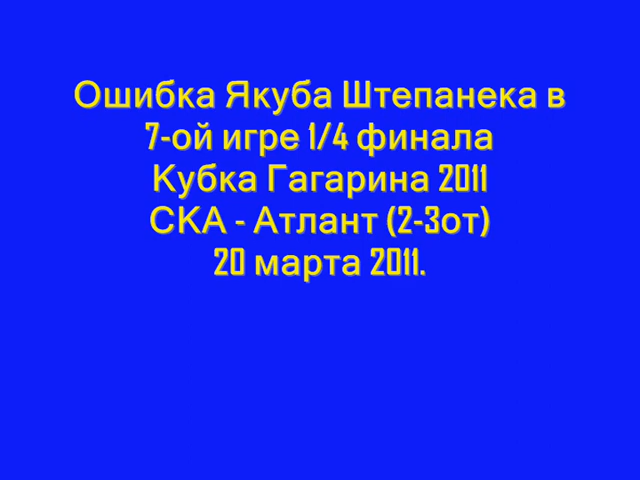 Ошибка Якуба Штепанека в
7-ой игре 1/4 финала
Кубка Гагарина 2011
СКА - Атлант (2-3от)
20 марта 2011.